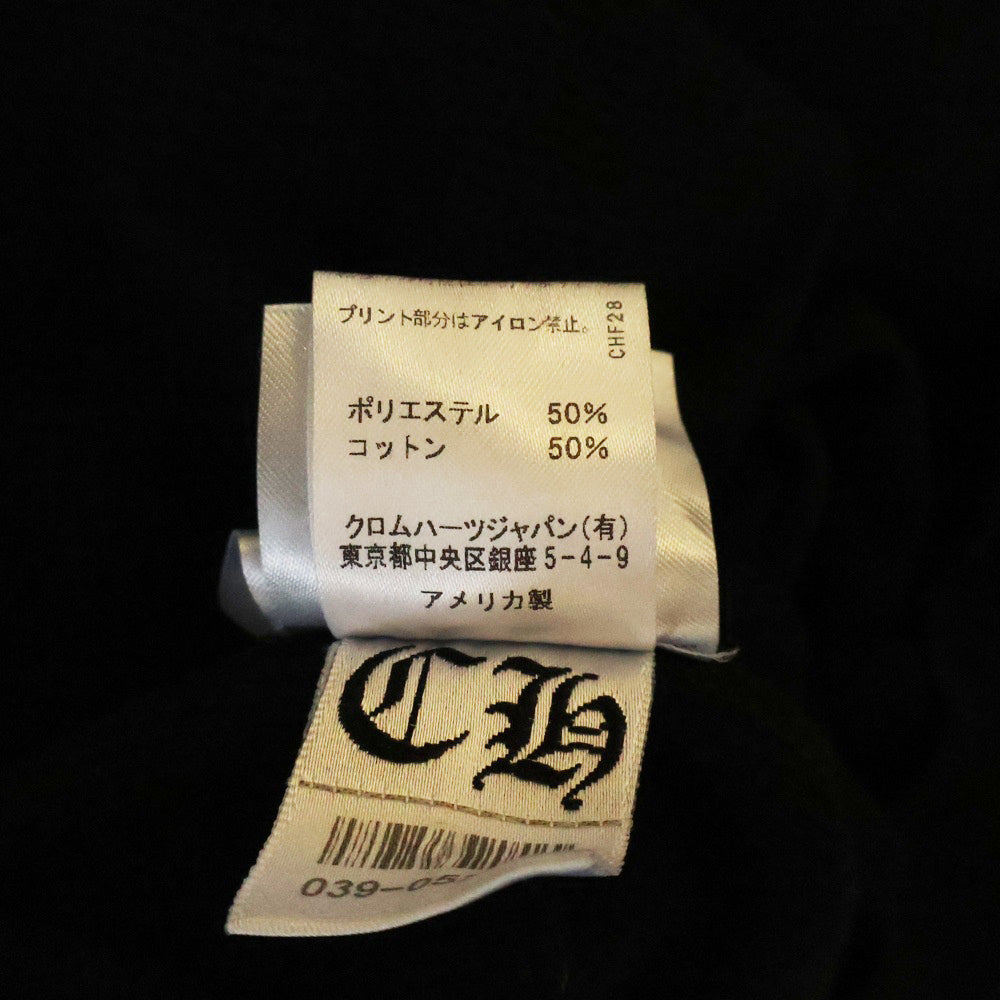 プリント部分はアイロン禁止。
CHF28
ポリエステル 50%
コットン 50%
クロムハーツジャパン(有)
東京都中央区銀座5-4-9
アメリカ製
CH
039-05